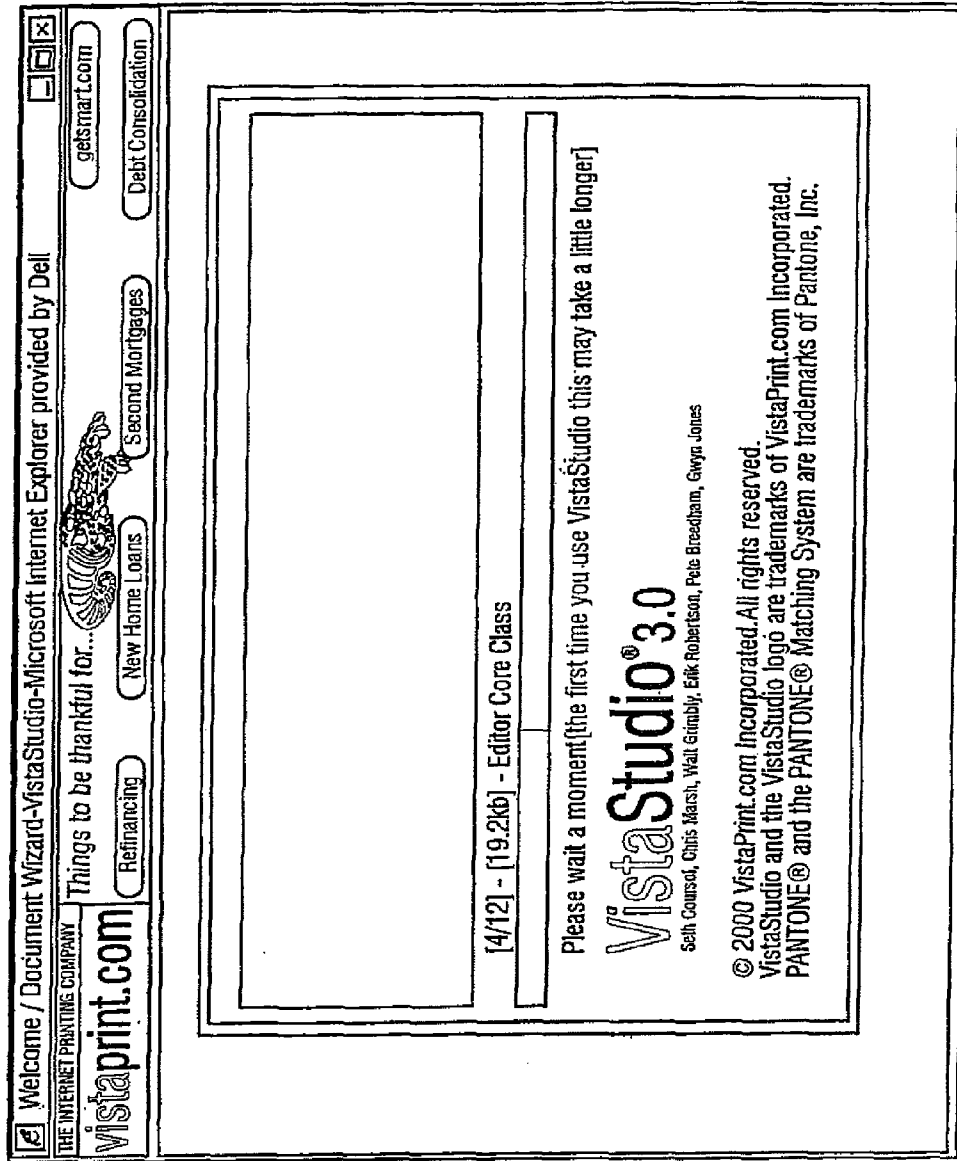 Welcome / Document Wizard-VistaStudio-Microsoft Internet Explorer provided by Dell
THE INTERNET PRINTING COMPANY
vistaprint.com
Things to be thankful for...
getsmart.com
Refinancing
New Home Loans
Second Mortgages
Debt Consolidation
[4/12] - [19.2kb] - Editor Core Class
Please wait a moment[the first time you use VistaStudio this may take a little longer]
VistaStudio® 3.0
Seth Coursol, Chris Marsh, Walt Grimbly, Erik Robertson, Pete Breedham, Gwyn Jones
© 2000 VistaPrint.com Incorporated.All rights reserved.
VistaStudio and the VistaStudio logo are trademarks of VistaPrint.com Incorporated.
PANTONE® and the PANTONE® Matching System are trademarks of Pantone, Inc.